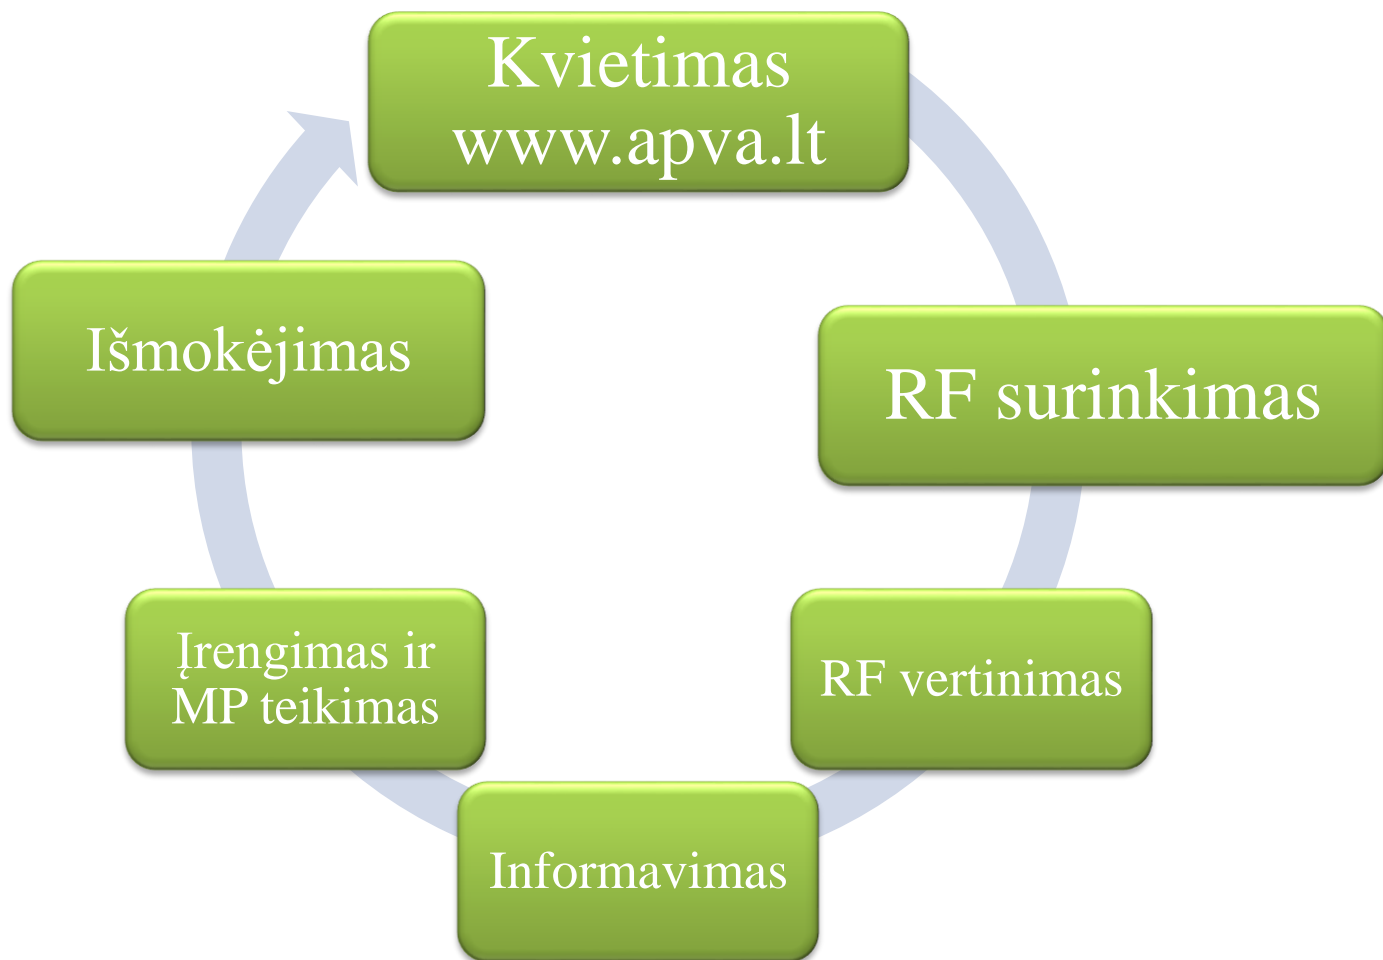 Kvietimas
www.apva.lt
RF surinkimas
RF vertinimas
Informavimas
Įrengimas ir
MP teikimas
Išmokėjimas